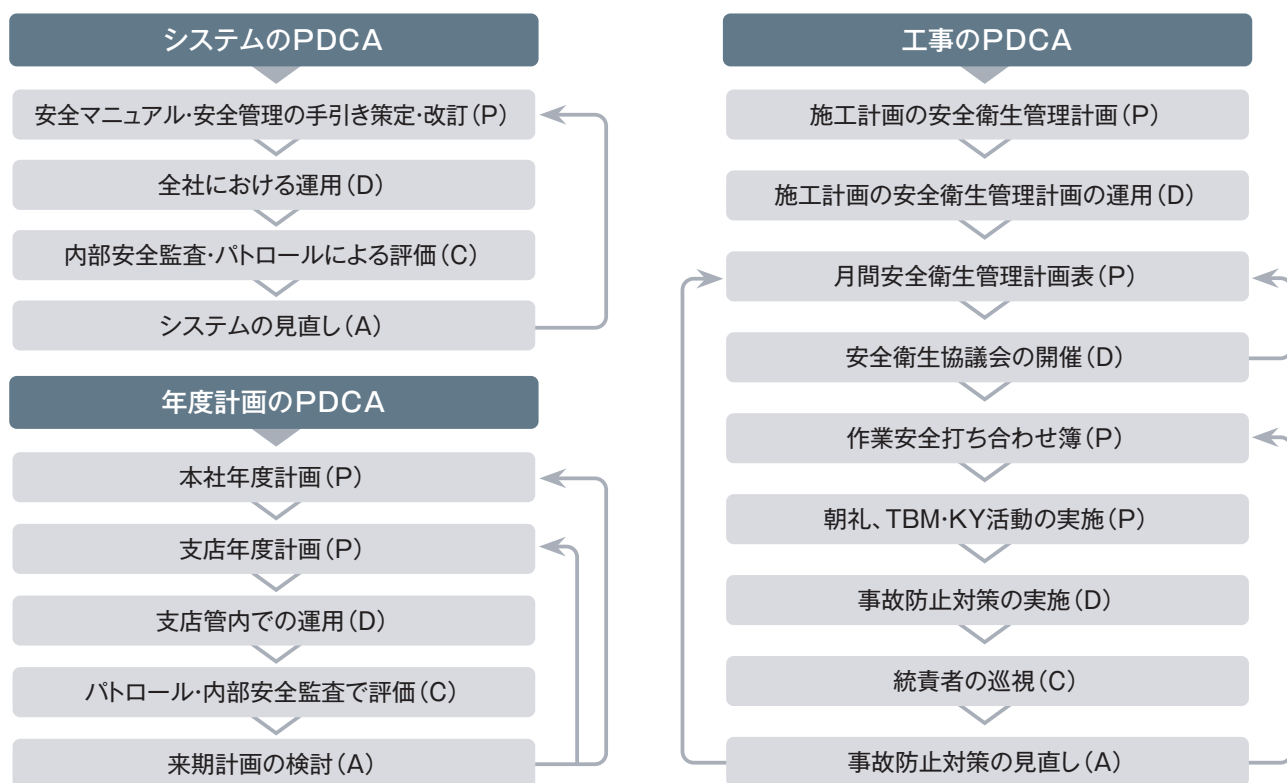 システムのPDCA
安全マニュアル・安全管理の手引き策定・改訂(P)
全社における運用(D)
内部安全監査・パトロールによる評価(C)
システムの見直し(A)
年度計画のPDCA
本社年度計画(P)
支店年度計画(P)
支店管内での運用(D)
パトロール・内部安全監査で評価(C)
来期計画の検討(A)
工事のPDCA
施工計画の安全衛生管理計画(P)
施工計画の安全衛生管理計画の運用(D)
月間安全衛生管理計画表(P)
安全衛生協議会の開催(D)
作業安全打ち合わせ簿(P)
朝礼、TBM・KY活動の実施(P)
事故防止対策の実施(D)
統責者の巡視(C)
事故防止対策の見直し(A)